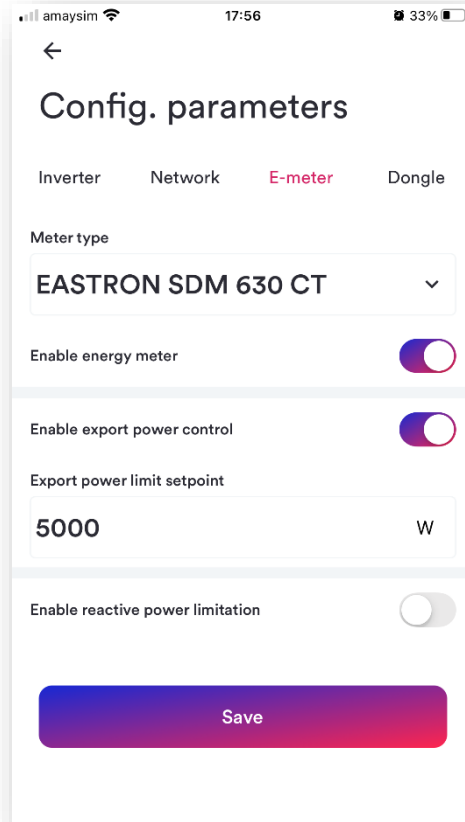 amaysim 17:56 33%
Config. parameters
Inverter Network E-meter Dongle
Meter type
EASTRON SDM 630 CT
Enable energy meter
Enable export power control
Export power limit setpoint
5000 W
Enable reactive power limitation
Save